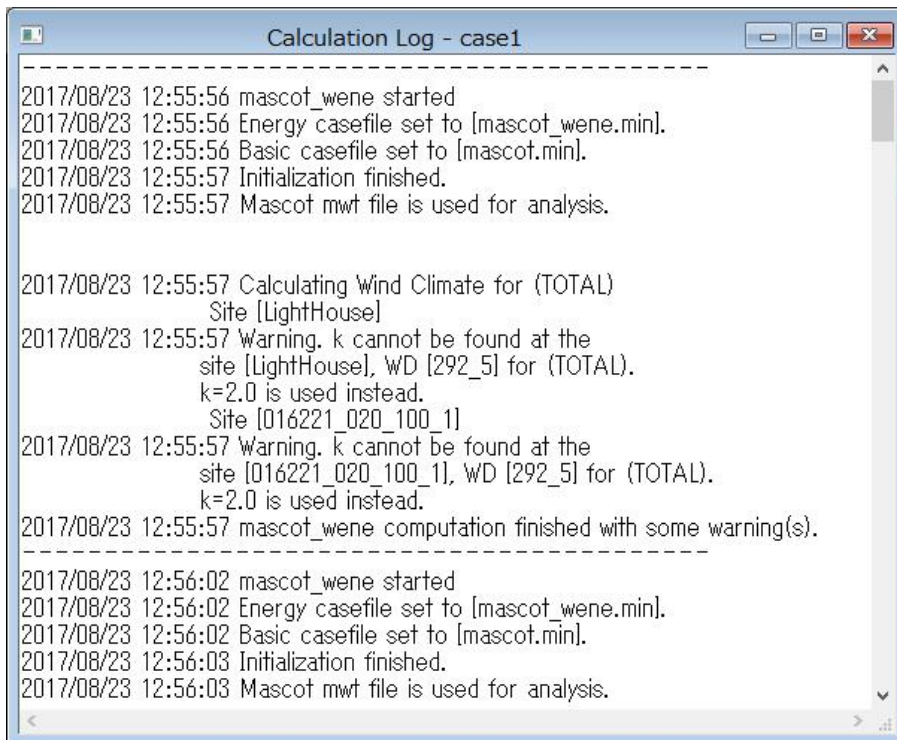 Calculation Log - case1
-------------------------------------------
2017/08/23 12:55:56 mascot_wene started
2017/08/23 12:55:56 Energy casefile set to [mascot_wene.min].
2017/08/23 12:55:56 Basic casefile set to [mascot.min].
2017/08/23 12:55:57 Initialization finished.
2017/08/23 12:55:57 Mascot mwt file is used for analysis.
2017/08/23 12:55:57 Calculating Wind Climate for (TOTAL)
Site [LightHouse]
2017/08/23 12:55:57 Warning. k cannot be found at the
site [LightHouse], WD [292_5] for (TOTAL).
k=2.0 is used instead.
Site [016221_020_100_1]
2017/08/23 12:55:57 Warning. k cannot be found at the
site [016221_020_100_1], WD [292_5] for (TOTAL).
k=2.0 is used instead.
2017/08/23 12:55:57 mascot_wene computation finished with some warning(s).
-------------------------------------------
2017/08/23 12:56:02 mascot_wene started
2017/08/23 12:56:02 Energy casefile set to [mascot_wene.min].
2017/08/23 12:56:02 Basic casefile set to [mascot.min].
2017/08/23 12:56:03 Initialization finished.
2017/08/23 12:56:03 Mascot mwt file is used for analysis.